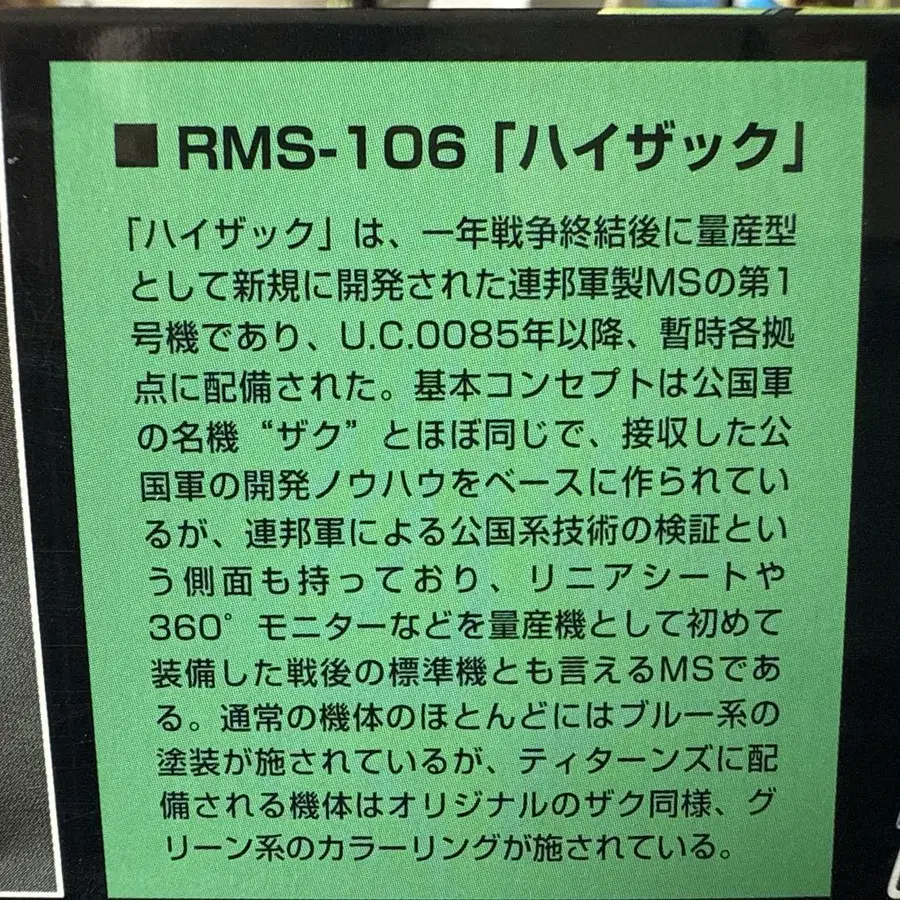 ■ RMS-106「ハイザック」
「ハイザック」は、一年戦争終結後に量産型
として新規に開発された連邦軍製MSの第1
号機であり、U.C.0085年以降、暫時各拠
点に配備された。基本コンセプトは公国軍
の名機“ザク”とほぼ同じで、接収した公
国軍の開発ノウハウをベースに作られてい
るが、連邦軍による公国系技術の検証とい
う側面も持っており、リニアシートや
360°モニターなどを量産機として初めて
装備した戦後の標準機とも言えるMSであ
る。通常の機体のほとんどにはブルー系の
塗装が施されているが、ティターンズに配
備される機体はオリジナルのザク同様、グ
リーン系のカラーリングが施されている。